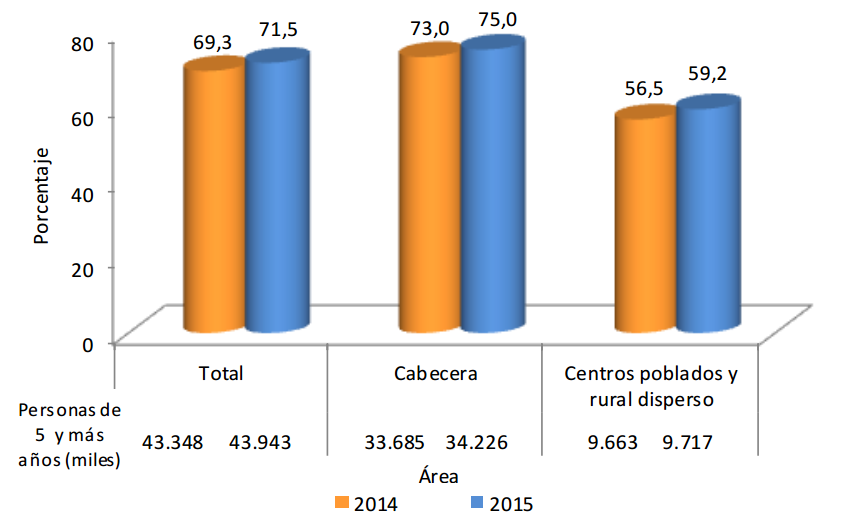 69,3 71,5 73,0 75,0 56,5 59,2
80
60
40
20
0
Porcentaje
Total Cabecera Centros poblados y
rural disperso
Personas de
5 y más
años (miles)
43.348 43.943 33.685 34.226 9.663 9.717
Área
2014 2015